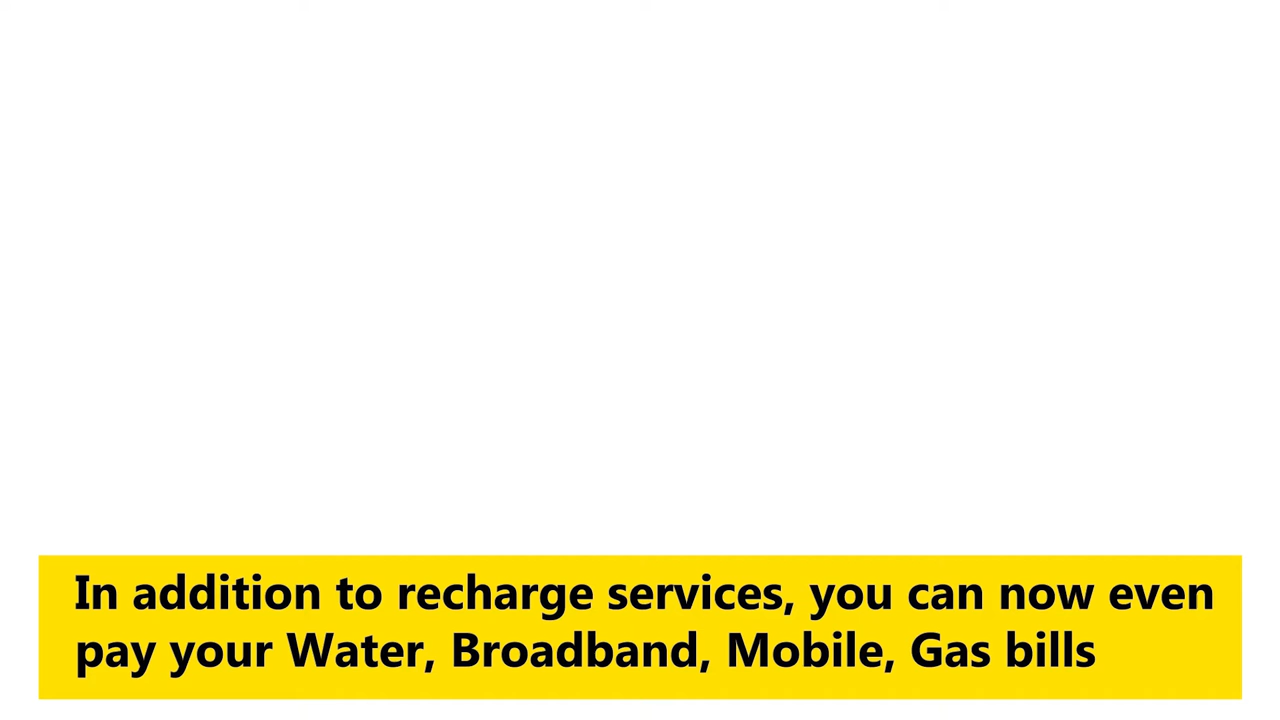 In addition to recharge services, you can now even
pay your Water, Broadband, Mobile, Gas bills